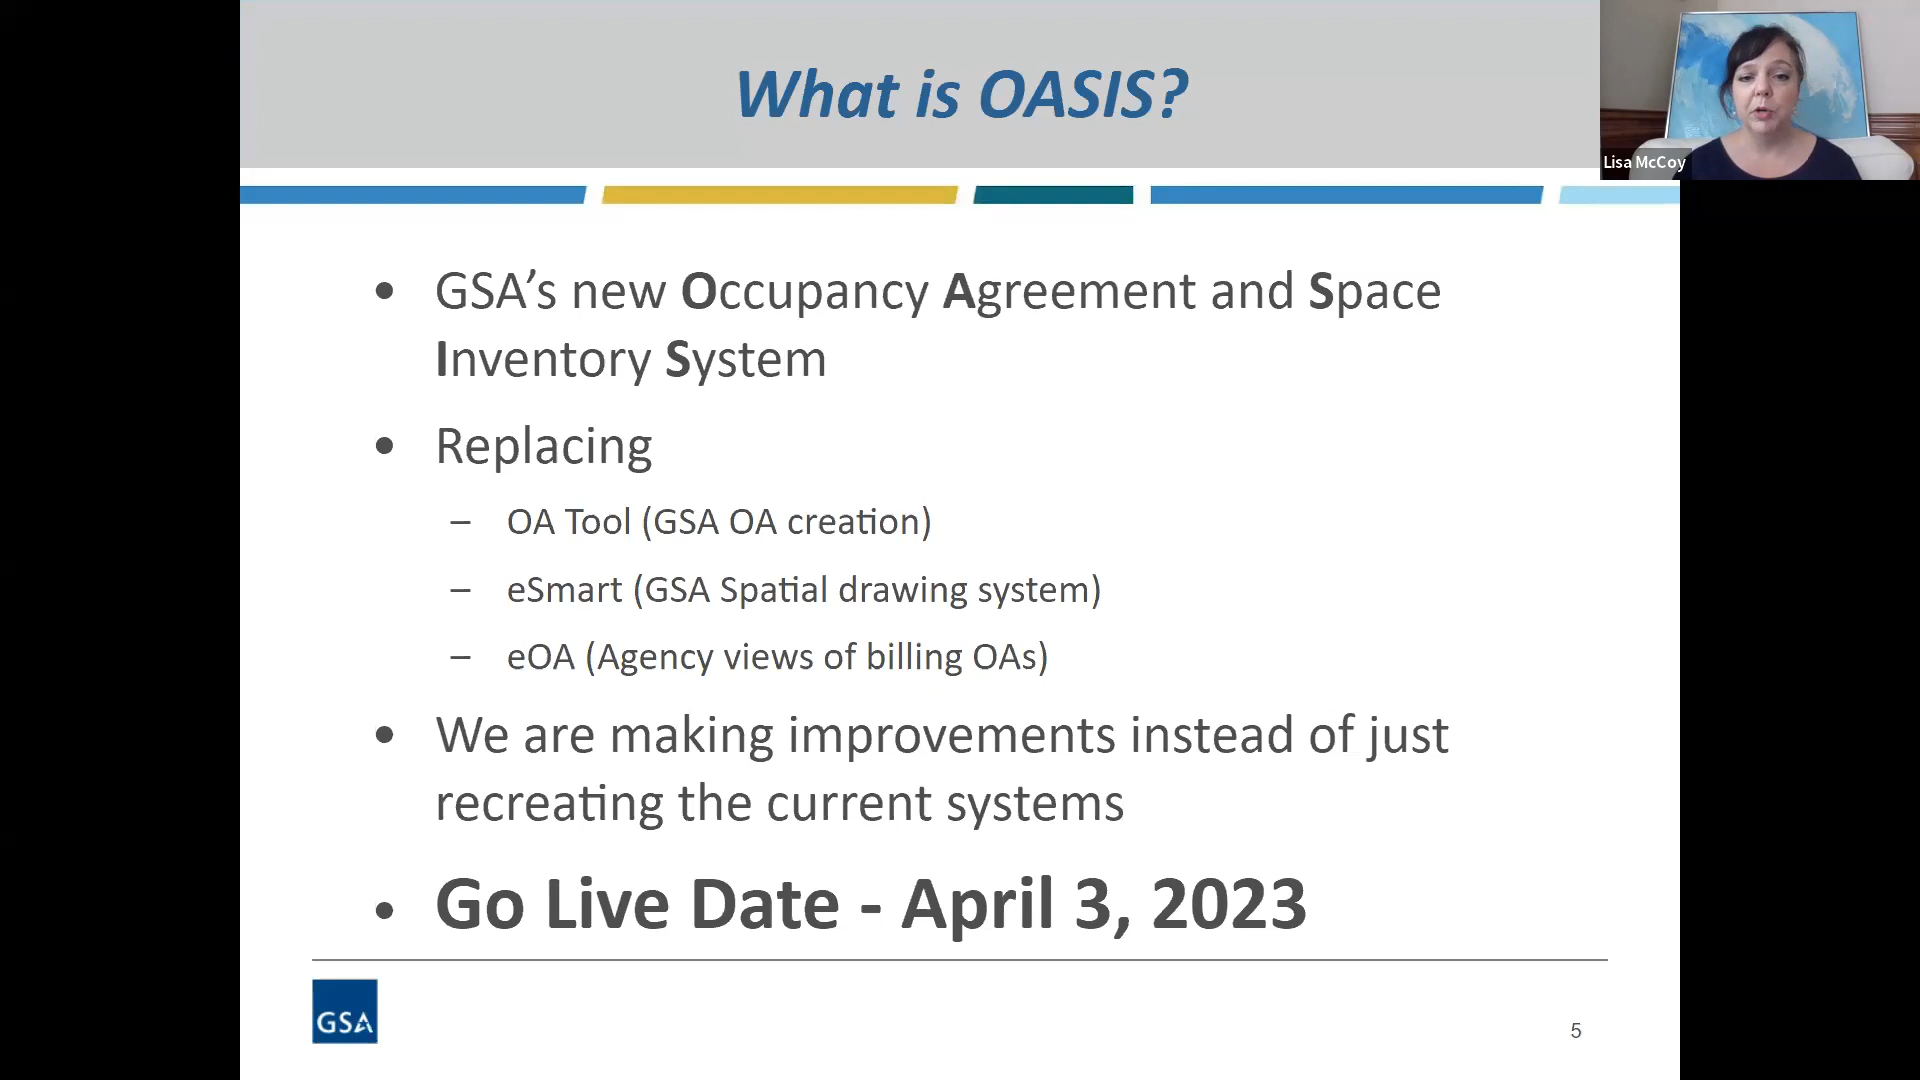 What is OASIS?
Lisa McCoy
• GSA’s new Occupancy Agreement and Space
Inventory System
• Replacing
– OA Tool (GSA OA creation)
– eSmart (GSA Spatial drawing system)
– eOA (Agency views of billing OAs)
• We are making improvements instead of just
recreating the current systems
• Go Live Date - April 3, 2023
GSA
5